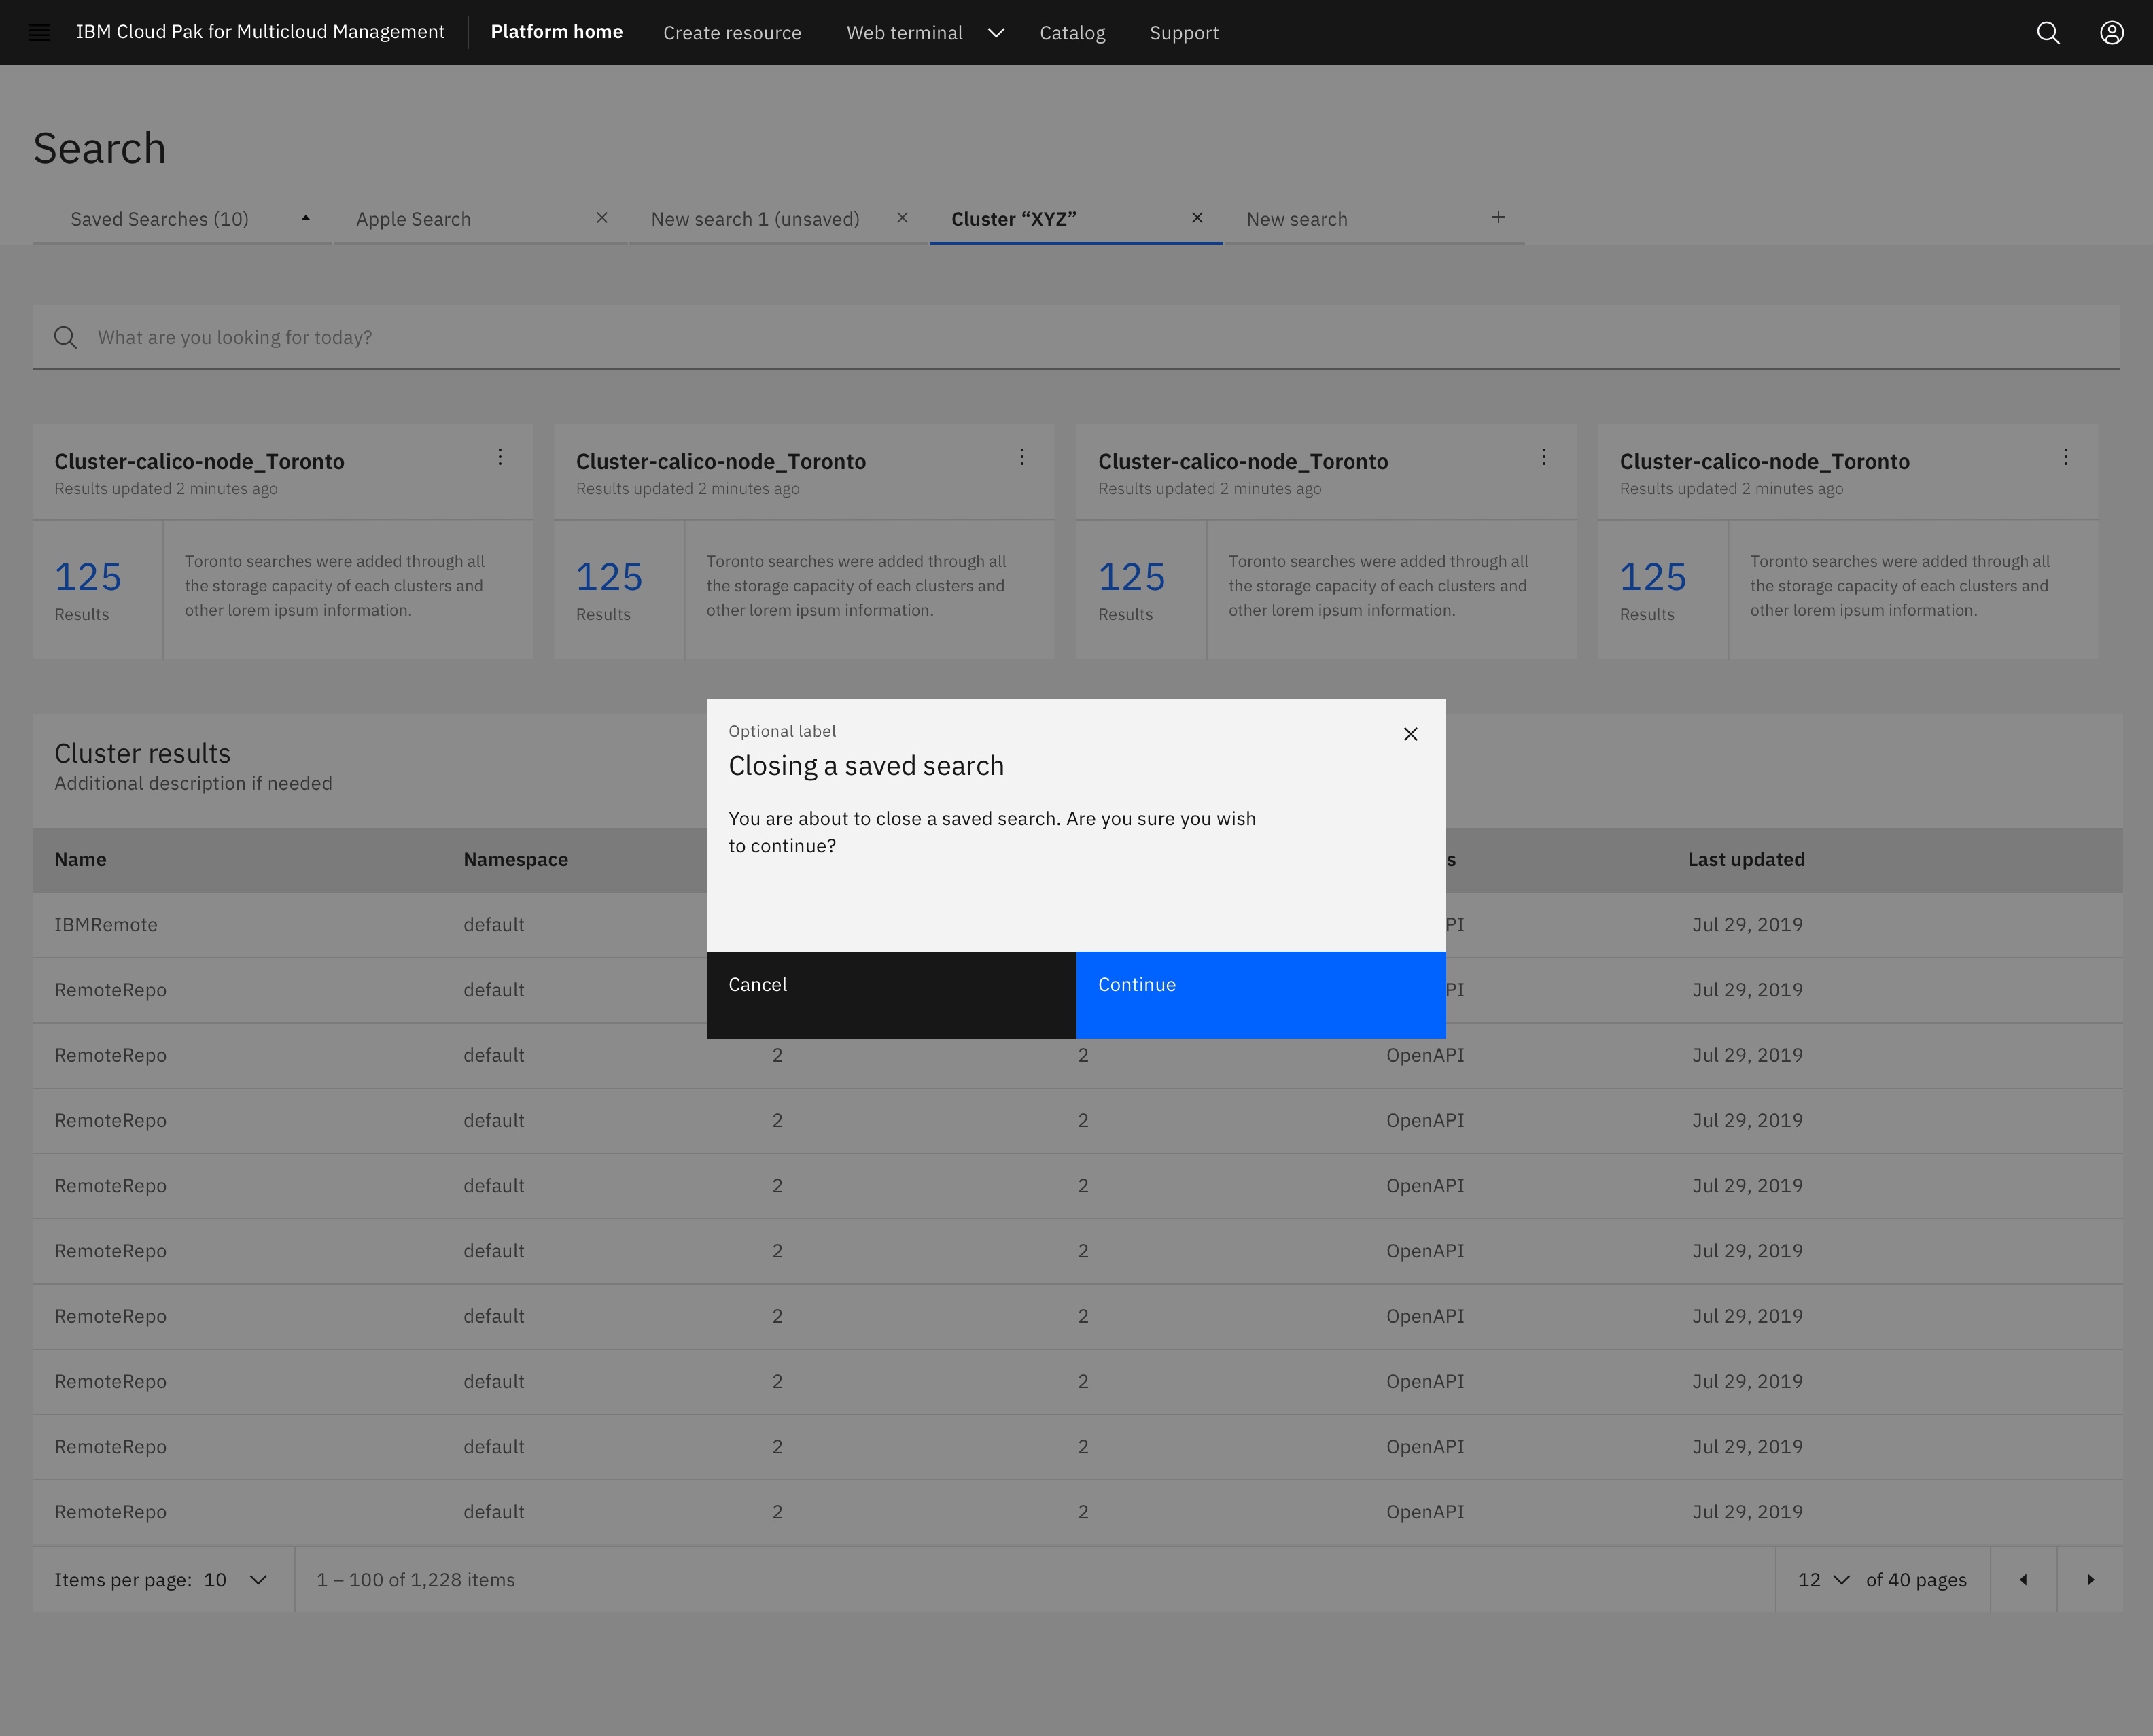 IBM Cloud Pak for Multicloud Management Platform home Create resource Web terminal Catalog Support
Search
Saved Searches (10) Apple Search New search 1 (unsaved) Cluster “XYZ” New search
What are you looking for today?
Cluster-calico-node_Toronto
Results updated 2 minutes ago
125
Results
Toronto searches were added through all
the storage capacity of each clusters and
other lorem ipsum information.
Cluster-calico-node_Toronto
Results updated 2 minutes ago
125
Results
Toronto searches were added through all
the storage capacity of each clusters and
other lorem ipsum information.
Cluster-calico-node_Toronto
Results updated 2 minutes ago
125
Results
Toronto searches were added through all
the storage capacity of each clusters and
other lorem ipsum information.
Cluster-calico-node_Toronto
Results updated 2 minutes ago
125
Results
Toronto searches were added through all
the storage capacity of each clusters and
other lorem ipsum information.
Optional label
Closing a saved search
You are about to close a saved search. Are you sure you wish
to continue?
Cancel Continue
Cluster results
Additional description if needed
Name Namespace Last updated
IBMRemote default Jul 29, 2019
RemoteRepo default Jul 29, 2019
RemoteRepo default 2 2 OpenAPI Jul 29, 2019
RemoteRepo default 2 2 OpenAPI Jul 29, 2019
RemoteRepo default 2 2 OpenAPI Jul 29, 2019
RemoteRepo default 2 2 OpenAPI Jul 29, 2019
RemoteRepo default 2 2 OpenAPI Jul 29, 2019
RemoteRepo default 2 2 OpenAPI Jul 29, 2019
RemoteRepo default 2 2 OpenAPI Jul 29, 2019
RemoteRepo default 2 2 OpenAPI Jul 29, 2019
Items per page: 10 1 – 100 of 1,228 items 12 of 40 pages